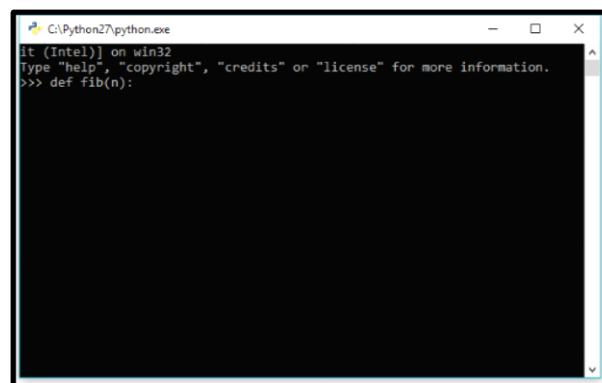 C:\Python27\python.exe
it (Intel)] on win32
Type "help", "copyright", "credits" or "license" for more information.
>>> def fib(n):